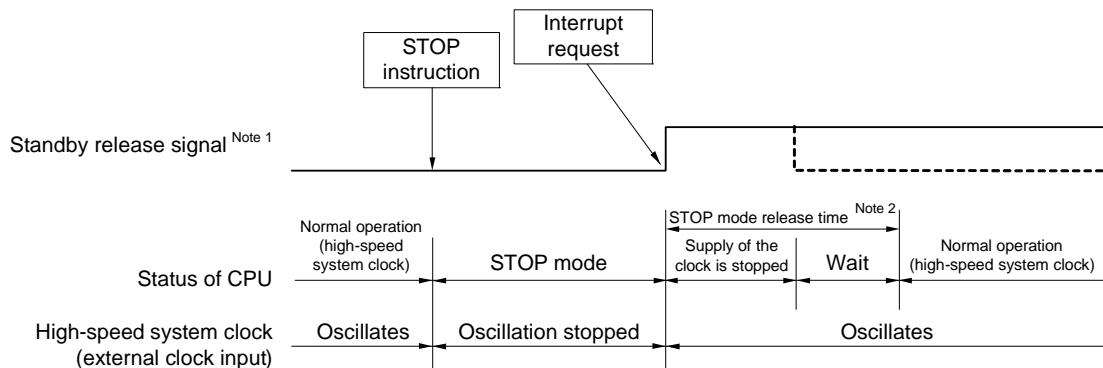 STOP
instruction
Interrupt
request
Standby release signal Note 1
Normal operation
(high-speed
system clock)
Status of CPU
STOP mode
STOP mode release time Note 2
Supply of the
clock is stopped
Wait
Normal operation
(high-speed system clock)
High-speed system clock
(external clock input)
Oscillates
Oscillation stopped
Oscillates